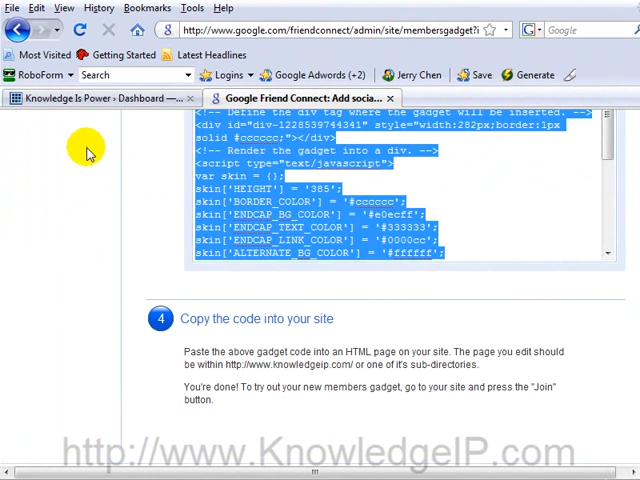 File Edit View History Bookmarks Tools Help
http://www.google.com/friendconnect/admin/site/membersgadget?i
Google
Most Visited Getting Started Latest Headlines
RoboForm Search Logins Google Adwords (+2) Jerry Chen Save Generate
Knowledge Is Power › Dashboard —... Google Friend Connect: Add socia...
<!-- Define the div tag where the gadget will be inserted. -->
<div id="div-1228539744341" style="width:282px;border:1px
solid #cccccc;"></div>
<!-- Render the gadget into a div. -->
<script type="text/javascript">
var skin = {};
skin['HEIGHT'] = '385';
skin['BORDER_COLOR'] = '#cccccc';
skin['ENDCAP_BG_COLOR'] = '#e0ecff';
skin['ENDCAP_TEXT_COLOR'] = '#333333';
skin['ENDCAP_LINK_COLOR'] = '#0000cc';
skin['ALTERNATE_BG_COLOR'] = '#ffffff';
4 Copy the code into your site
Paste the above gadget code into an HTML page on your site. The page you edit should
be within http://www.knowledgeip.com/ or one of it's sub-directories.
You're done! To try out your new members gadget, go to your site and press the "Join"
button.
http://www.KnowledgeIP.com